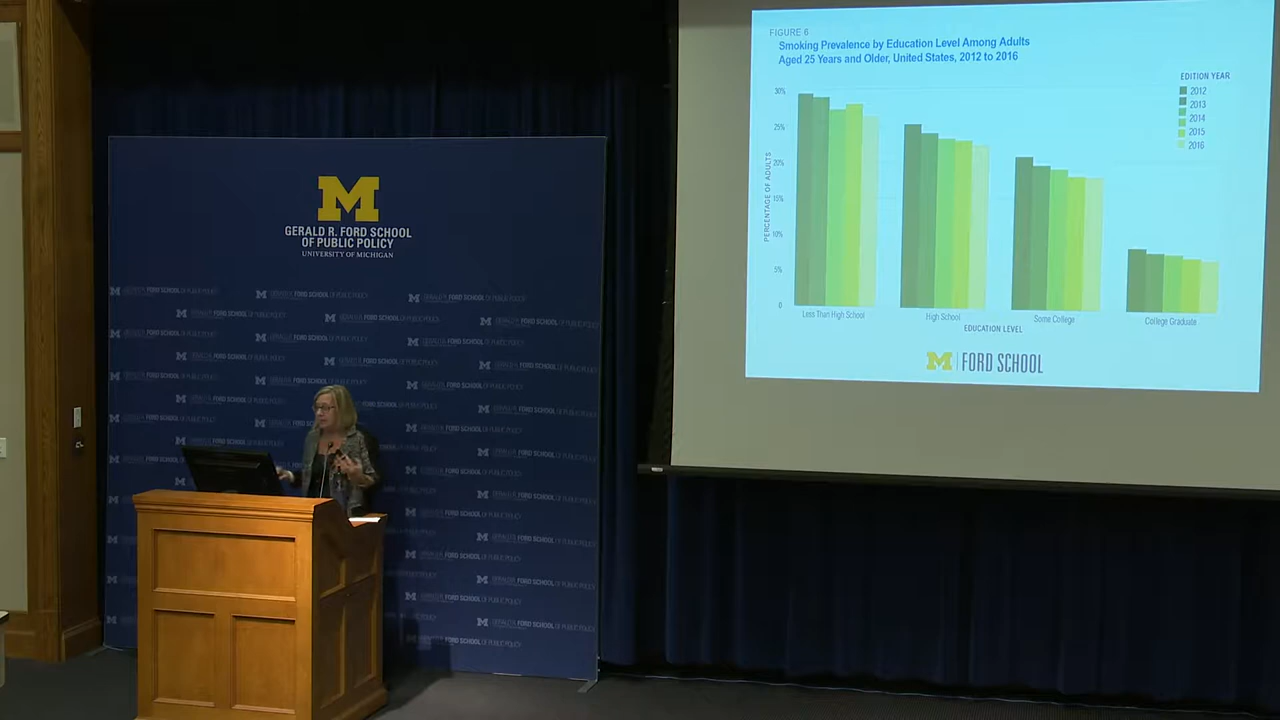 M
GERALD R. FORD SCHOOL
OF PUBLIC POLICY
UNIVERSITY OF MICHIGAN
FIGURE 6
Smoking Prevalence by Education Level Among Adults
Aged 25 Years and Older, United States, 2012 to 2016
EDITION YEAR
2012
2013
2014
2015
2016
30%
25%
20%
15%
10%
5%
0
PERCENTAGE OF ADULTS
Less Than High School
High School
Some College
College Graduate
EDUCATION LEVEL
M FORD SCHOOL